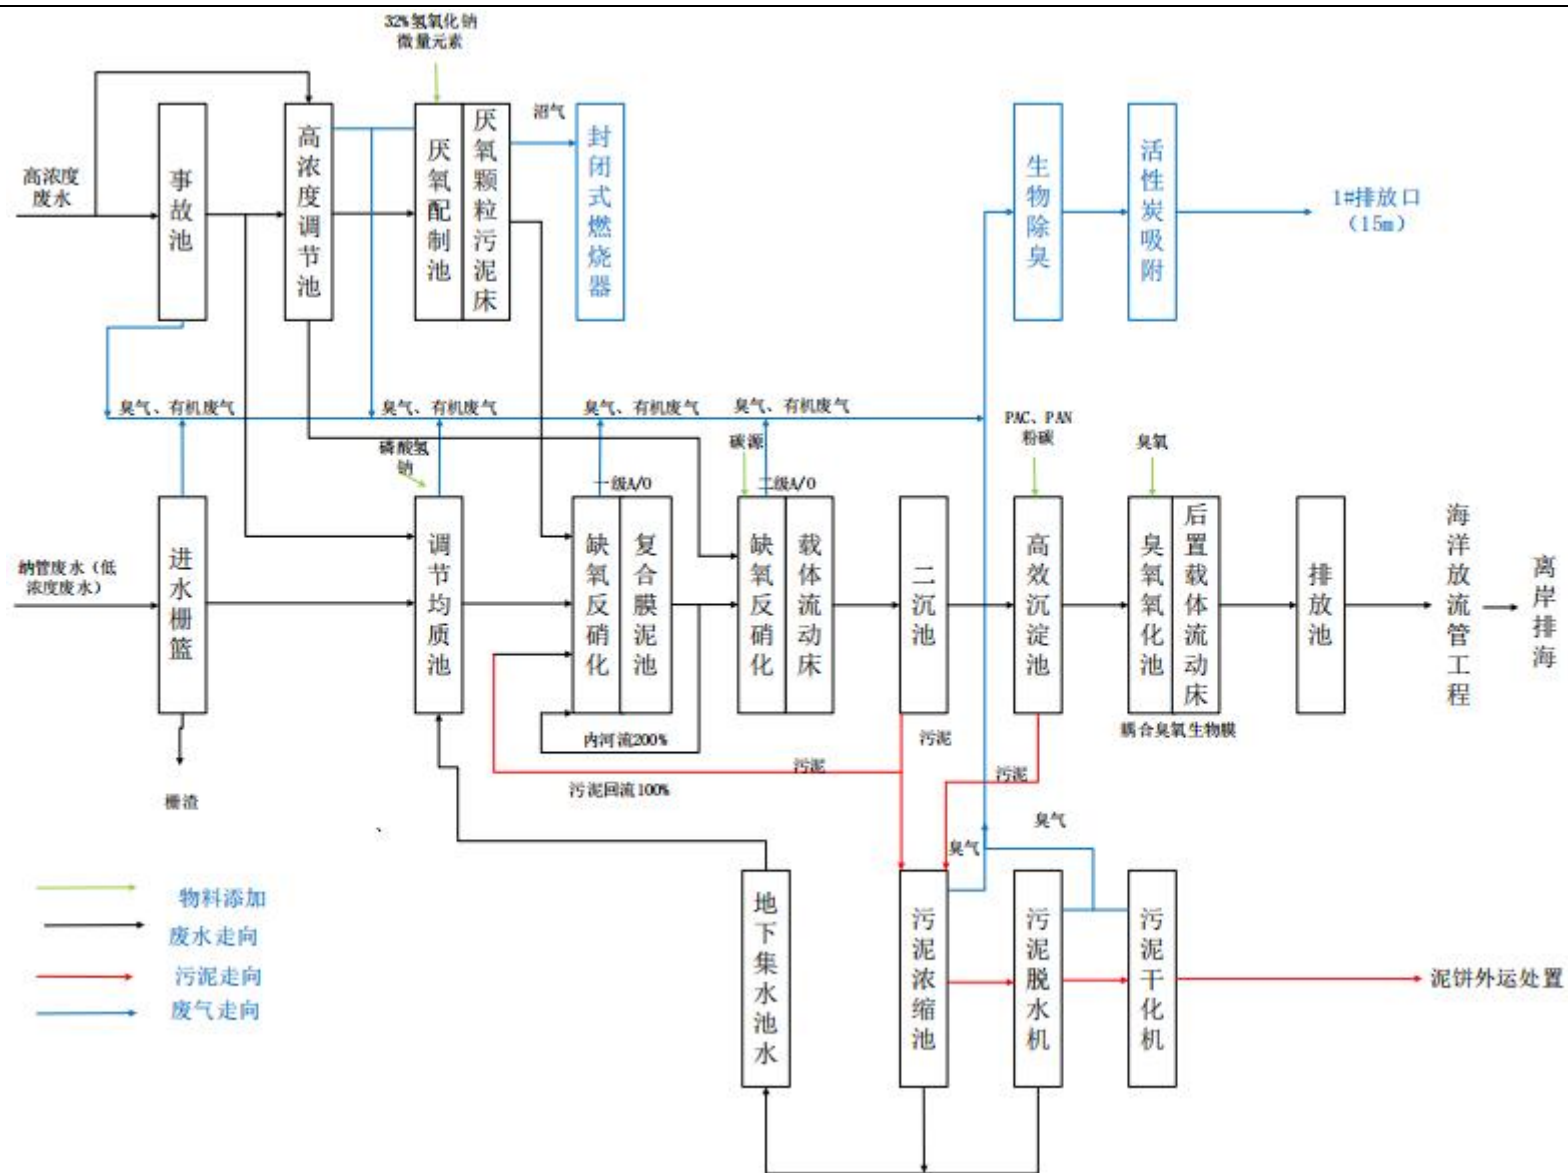 32%氢氧化钠
微量元素
高浓度
废水
事故池
高浓度调节池
厌氧配制池
厌氧颗粒污泥床
沼气
封闭式燃烧器
生物除臭
活性炭吸附
1#排放口
（15m）
臭气、有机废气
臭气、有机废气
臭气、有机废气
臭气、有机废气
磷酸氢
钠
一级A/O
碳源
二级A/O
PAC、PAN
粉碳
臭氧
纳管废水（低
浓度废水）
进水栅篮
调节均质池
缺氧反硝化
复合膜泥池
缺氧反硝化
载体流动床
二沉池
高效沉淀池
臭氧氧化池
后置载体流动床
排放池
海洋放流管工程
离岸排海
耦合臭氧生物膜
内河流200%
污泥
污泥
污泥
污泥回流100%
栅渣
、
臭气
臭气
物料添加
废水走向
污泥走向
废气走向
地下集水池水
污泥浓缩池
污泥脱水机
污泥干化机
泥饼外运处置